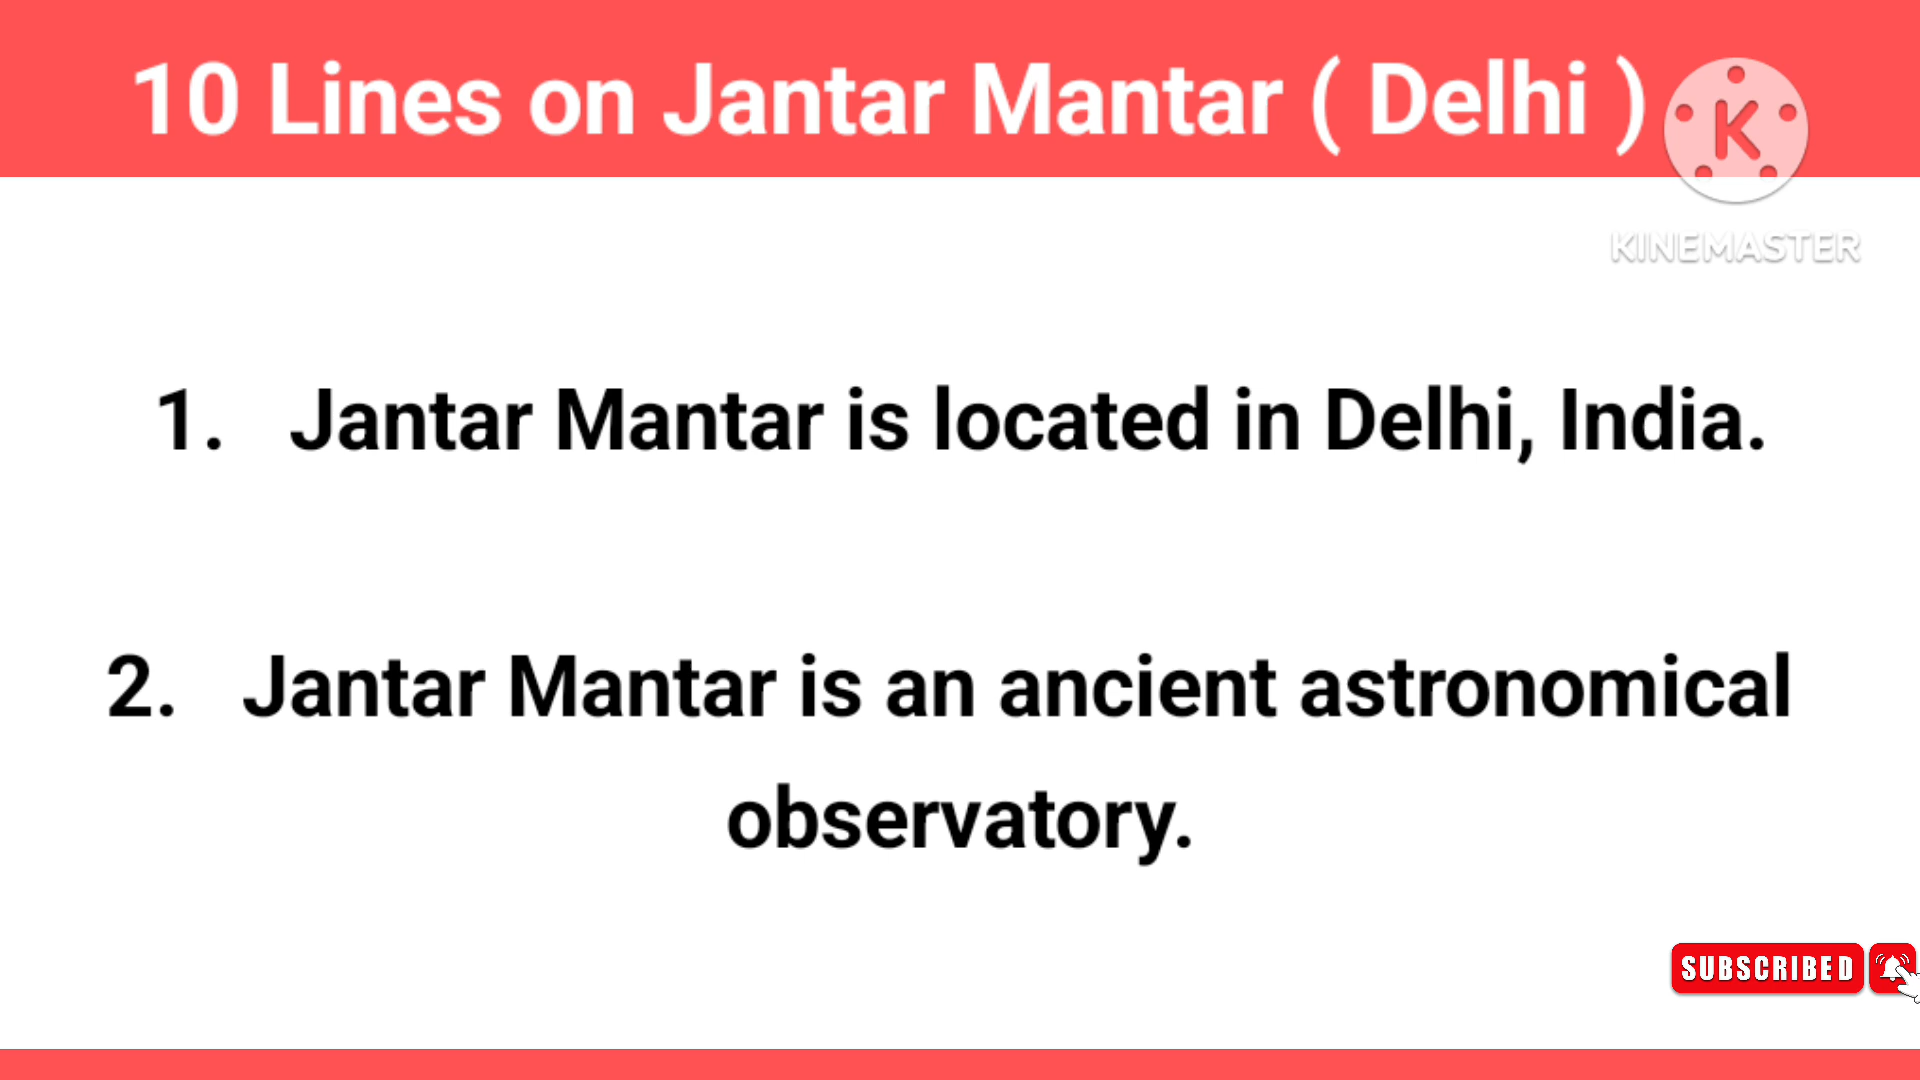 10 Lines on Jantar Mantar ( Delhi )
K
KINEMASTER
1. Jantar Mantar is located in Delhi, India.
2. Jantar Mantar is an ancient astronomical
observatory.
SUBSCRIBED